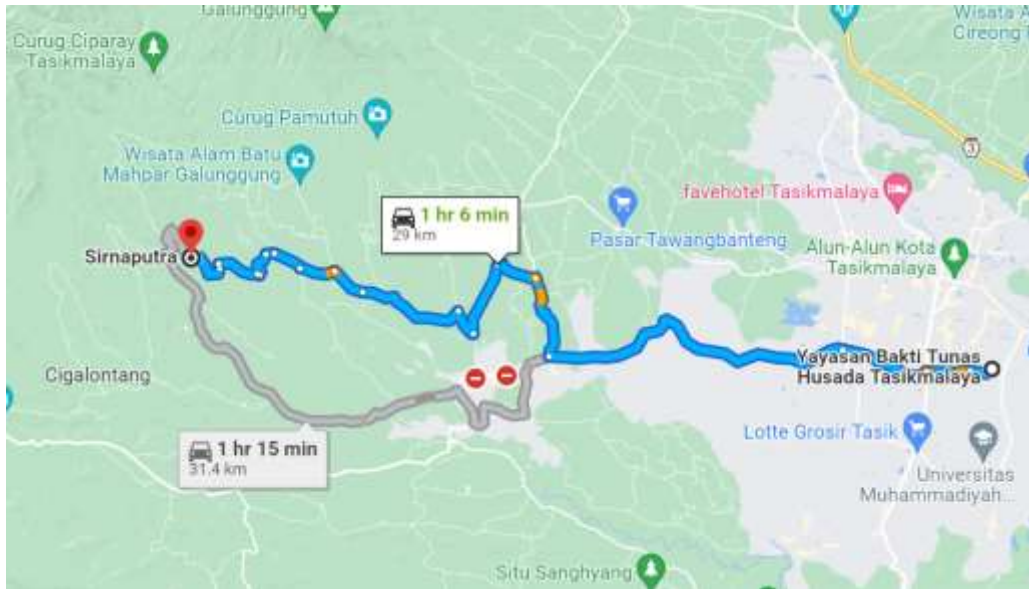 Galunggung
Curug Ciparay
Tasikmalaya
Wisata A
Cireong
3
Curug Pamutuh
Wisata Alam Batu
Mahpar Galunggung
favehotel Tasikmalaya
1 hr 6 min
29 km
Pasar Tawangbanteng
Alun-Alun Kota
Tasikmalaya
Sirnaputra
Yayasan Bakti Tunas
Husada Tasikmalaya
Cigalontang
Lotte Grosir Tasik
1 hr 15 min
31.4 km
Universitas
Muhammadiyah...
Situ Sanghyang